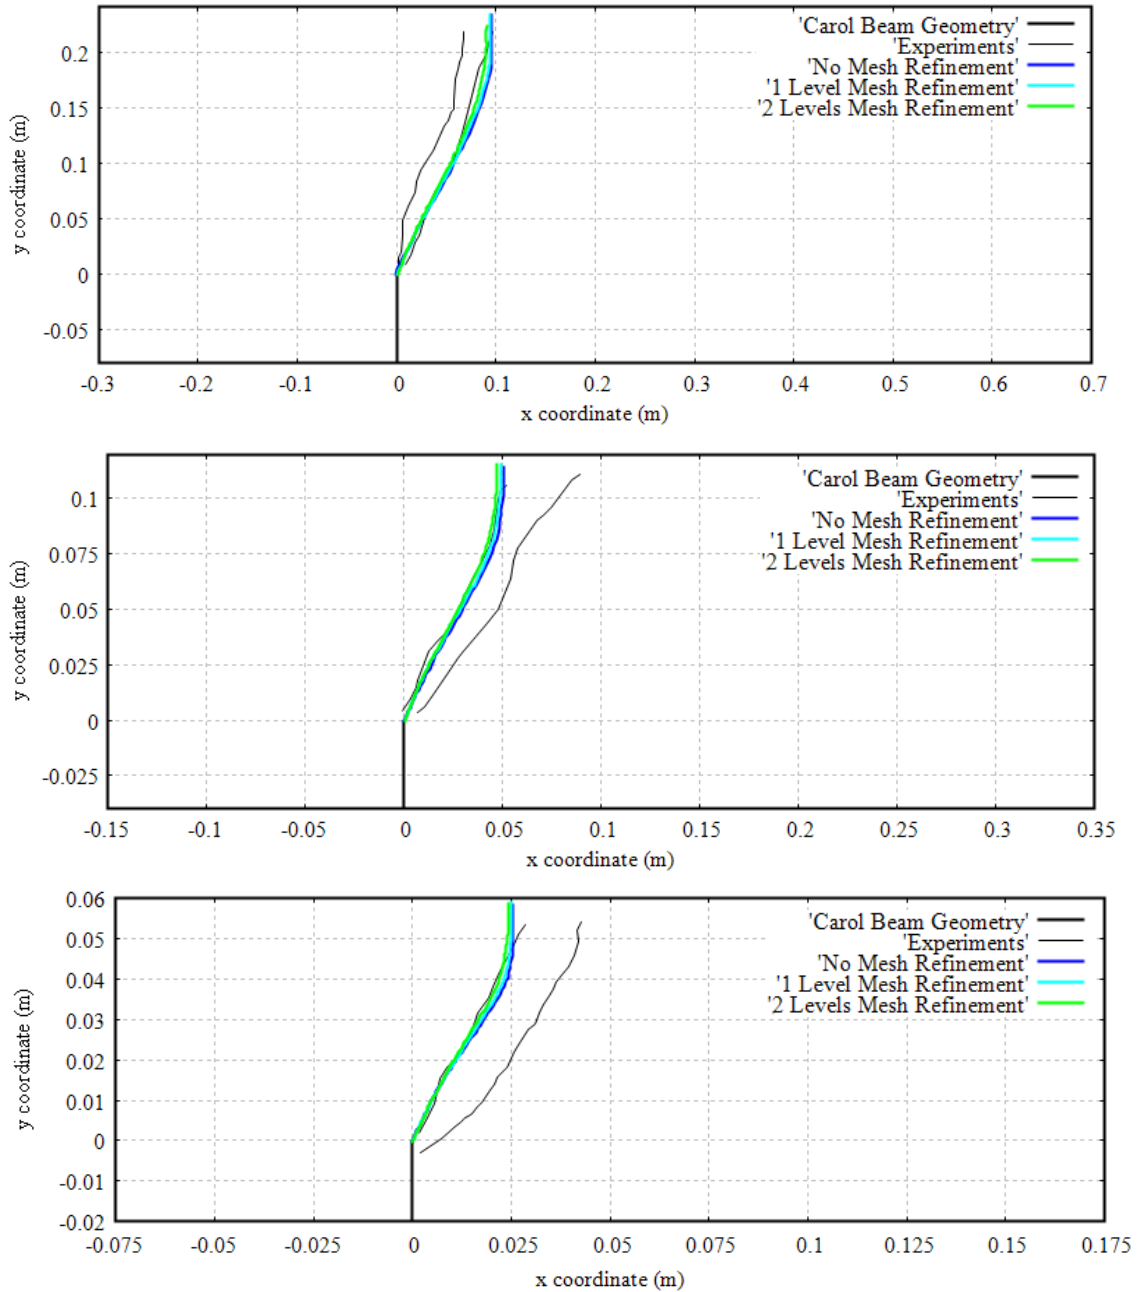 'Carol Beam Geometry'
'Experiments'
'No Mesh Refinement'
'1 Level Mesh Refinement'
'2 Levels Mesh Refinement'
y coordinate (m)
0.2
0.15
0.1
0.05
0
-0.05
-0.3 -0.2 -0.1 0 0.1 0.2 0.3 0.4 0.5 0.6 0.7
x coordinate (m)
'Carol Beam Geometry'
'Experiments'
'No Mesh Refinement'
'1 Level Mesh Refinement'
'2 Levels Mesh Refinement'
y coordinate (m)
0.1
0.075
0.05
0.025
0
-0.025
-0.15 -0.1 -0.05 0 0.05 0.1 0.15 0.2 0.25 0.3 0.35
x coordinate (m)
'Carol Beam Geometry'
'Experiments'
'No Mesh Refinement'
'1 Level Mesh Refinement'
'2 Levels Mesh Refinement'
y coordinate (m)
0.06
0.05
0.04
0.03
0.02
0.01
0
-0.01
-0.02
-0.075 -0.05 -0.025 0 0.025 0.05 0.075 0.1 0.125 0.15 0.175
x coordinate (m)